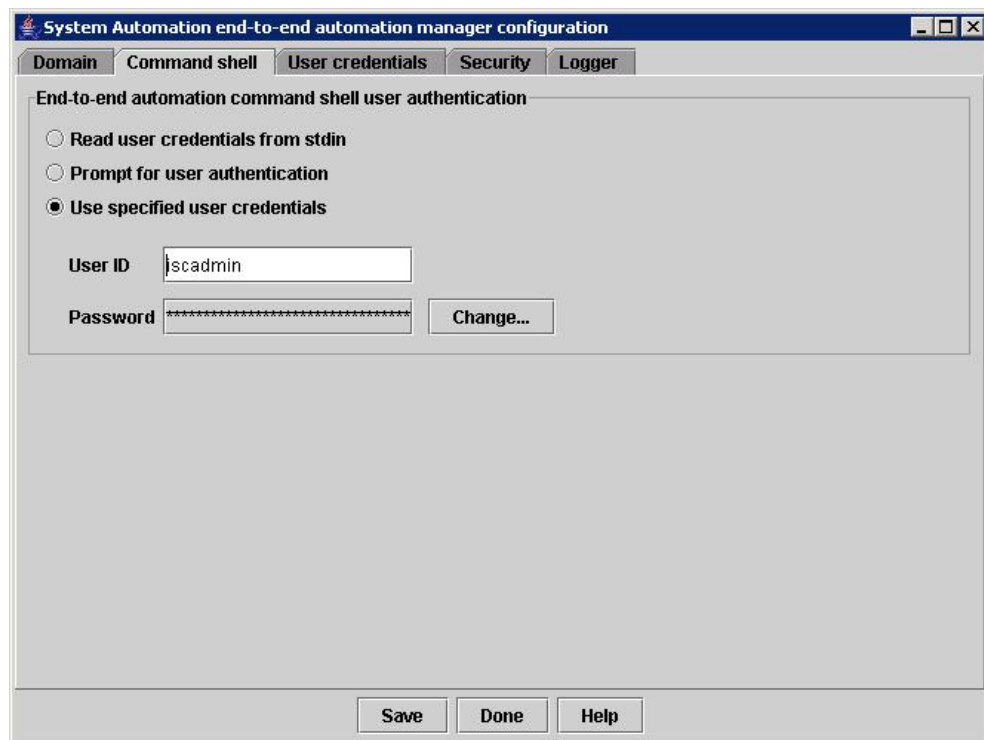 System Automation end-to-end automation manager configuration
Domain Command shell User credentials Security Logger
End-to-end automation command shell user authentication
Read user credentials from stdin
Prompt for user authentication
Use specified user credentials
User ID iscadmin
Password ********************************* Change...
Save Done Help